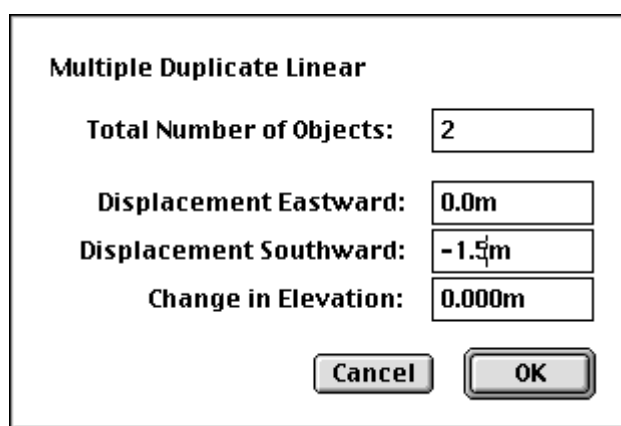 Multiple Duplicate Linear
Total Number of Objects: 2
Displacement Eastward: 0.0m
Displacement Southward: -1.5m
Change in Elevation: 0.000m
Cancel OK